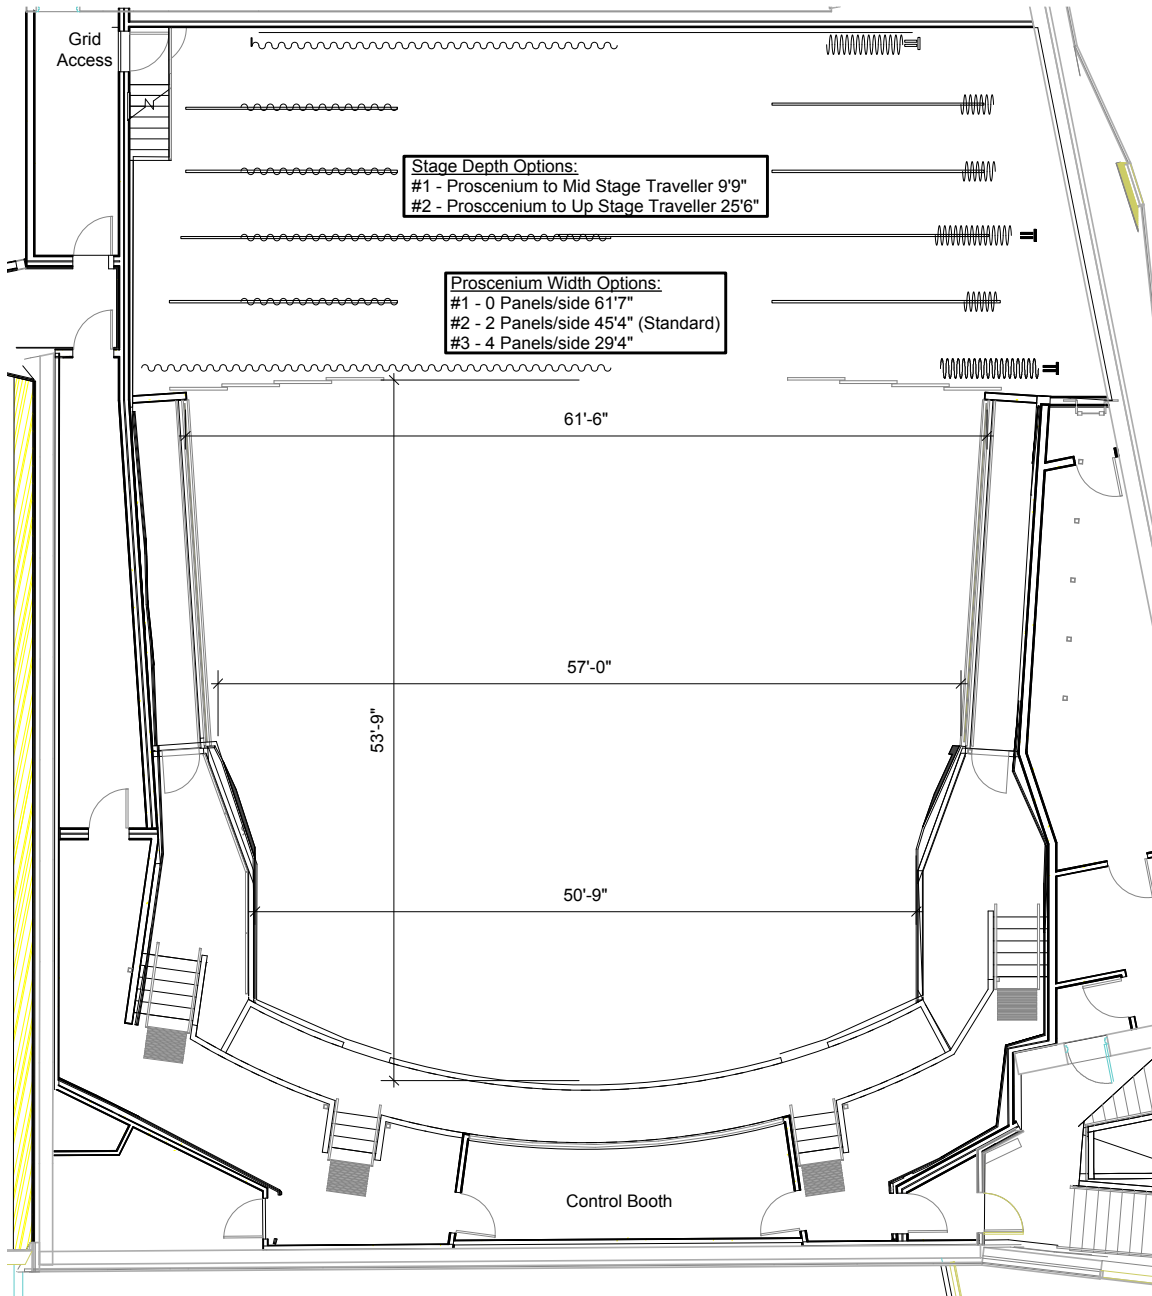 Grid
Access
Stage Depth Options:
#1 - Proscenium to Mid Stage Traveller 9'9"
#2 - Prosccenium to Up Stage Traveller 25'6"
Proscenium Width Options:
#1 - 0 Panels/side 61'7"
#2 - 2 Panels/side 45'4" (Standard)
#3 - 4 Panels/side 29'4"
61'-6"
57'-0"
53'-9"
50'-9"
Control Booth